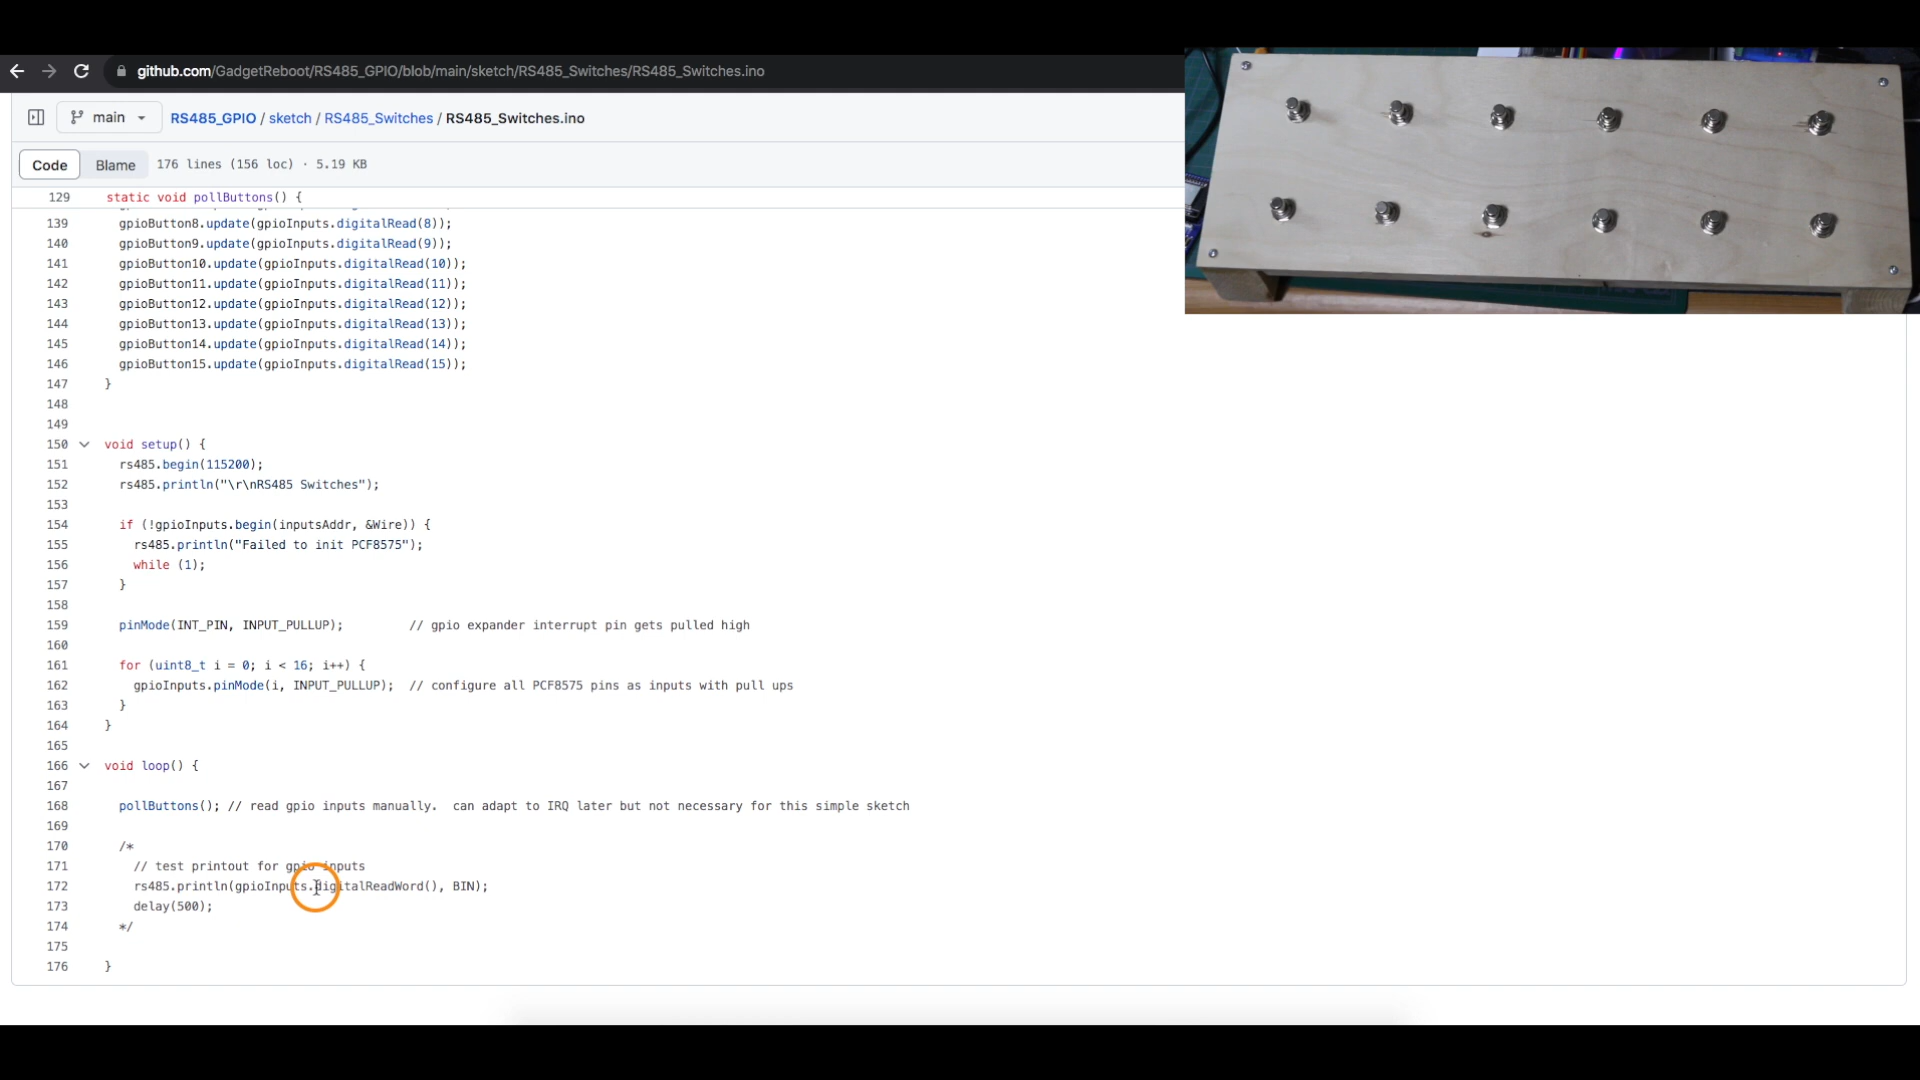 github.com/GadgetReboot/RS485_GPIO/blob/main/sketch/RS485_Switches/RS485_Switches.ino
main RS485_GPIO / sketch / RS485_Switches / RS485_Switches.ino
Code Blame 176 lines (156 loc) · 5.19 KB
129 static void pollButtons() {
139 gpioButton8.update(gpioInputs.digitalRead(8));
140 gpioButton9.update(gpioInputs.digitalRead(9));
141 gpioButton10.update(gpioInputs.digitalRead(10));
142 gpioButton11.update(gpioInputs.digitalRead(11));
143 gpioButton12.update(gpioInputs.digitalRead(12));
144 gpioButton13.update(gpioInputs.digitalRead(13));
145 gpioButton14.update(gpioInputs.digitalRead(14));
146 gpioButton15.update(gpioInputs.digitalRead(15));
147 }
148
149
150 void setup() {
151 rs485.begin(115200);
152 rs485.println("\r\nRS485 Switches");
153
154 if (!gpioInputs.begin(inputsAddr, &Wire)) {
155 rs485.println("Failed to init PCF8575");
156 while (1);
157 }
158
159 pinMode(INT_PIN, INPUT_PULLUP); // gpio expander interrupt pin gets pulled high
160
161 for (uint8_t i = 0; i < 16; i++) {
162 gpioInputs.pinMode(i, INPUT_PULLUP); // configure all PCF8575 pins as inputs with pull ups
163 }
164 }
165
166 void loop() {
167
168 pollButtons(); // read gpio inputs manually. can adapt to IRQ later but not necessary for this simple sketch
169
170 /*
171 // test printout for gpio inputs
172 rs485.println(gpioInputs.digitalReadWord(), BIN);
173 delay(500);
174 */
175
176 }